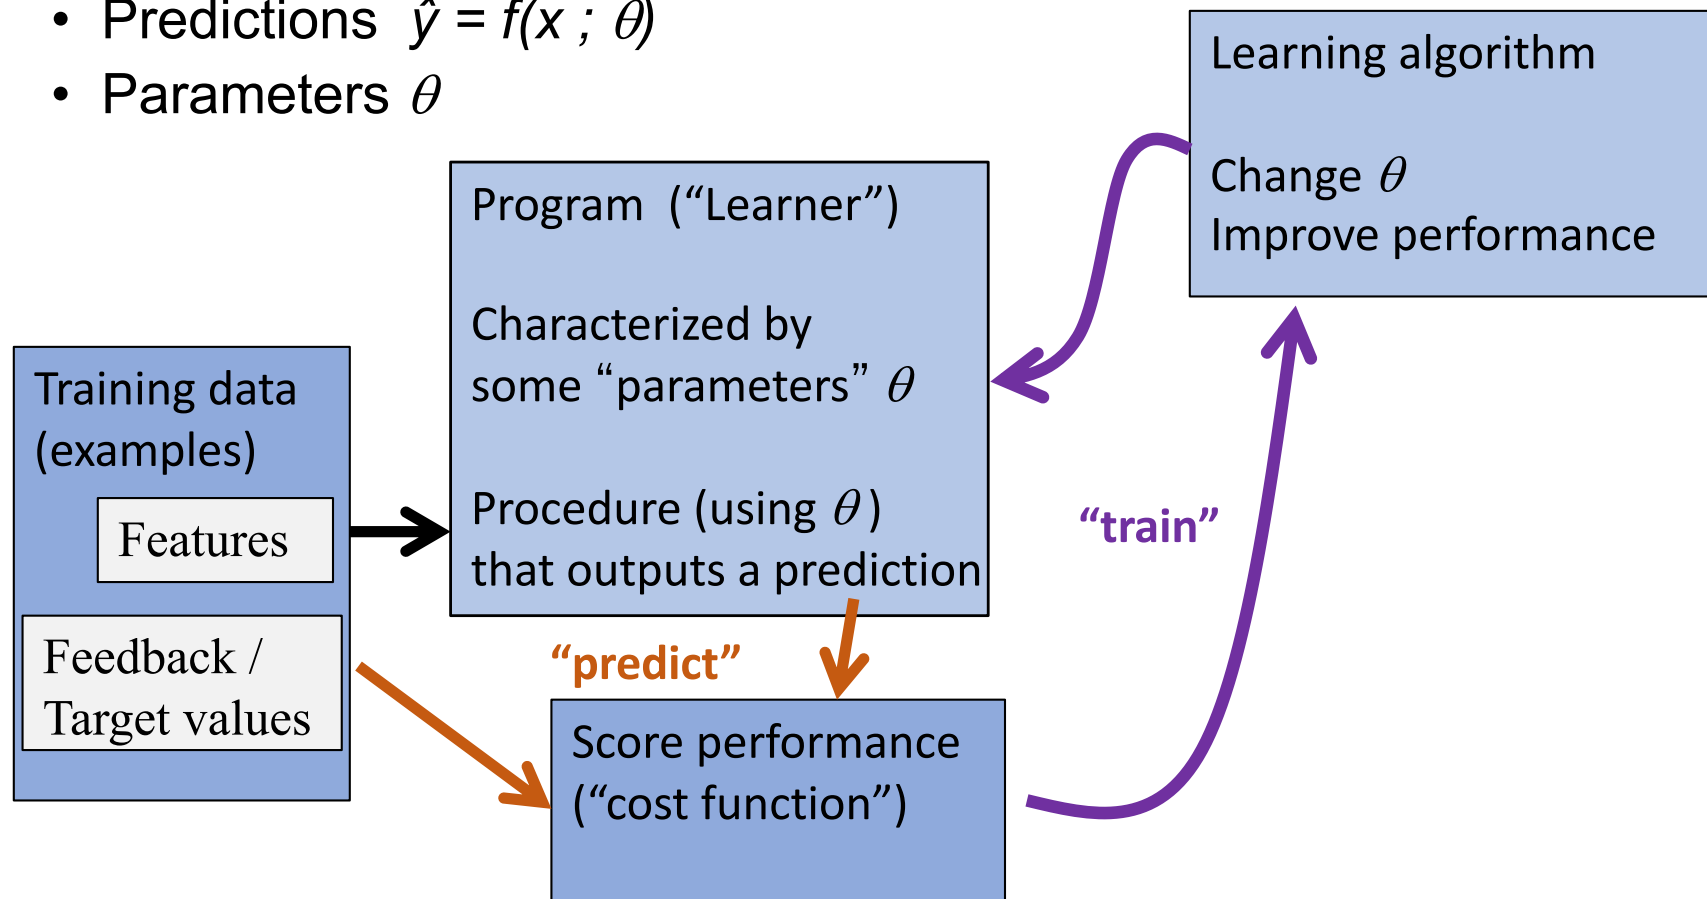 • Predictions ŷ = f(x ; θ)
• Parameters θ
Learning algorithm
Change θ
Improve performance
Program (“Learner”)
Characterized by
some “parameters” θ
Procedure (using θ )
that outputs a prediction
Training data
(examples)
Features
Feedback /
Target values
“train”
“predict”
Score performance
(“cost function”)